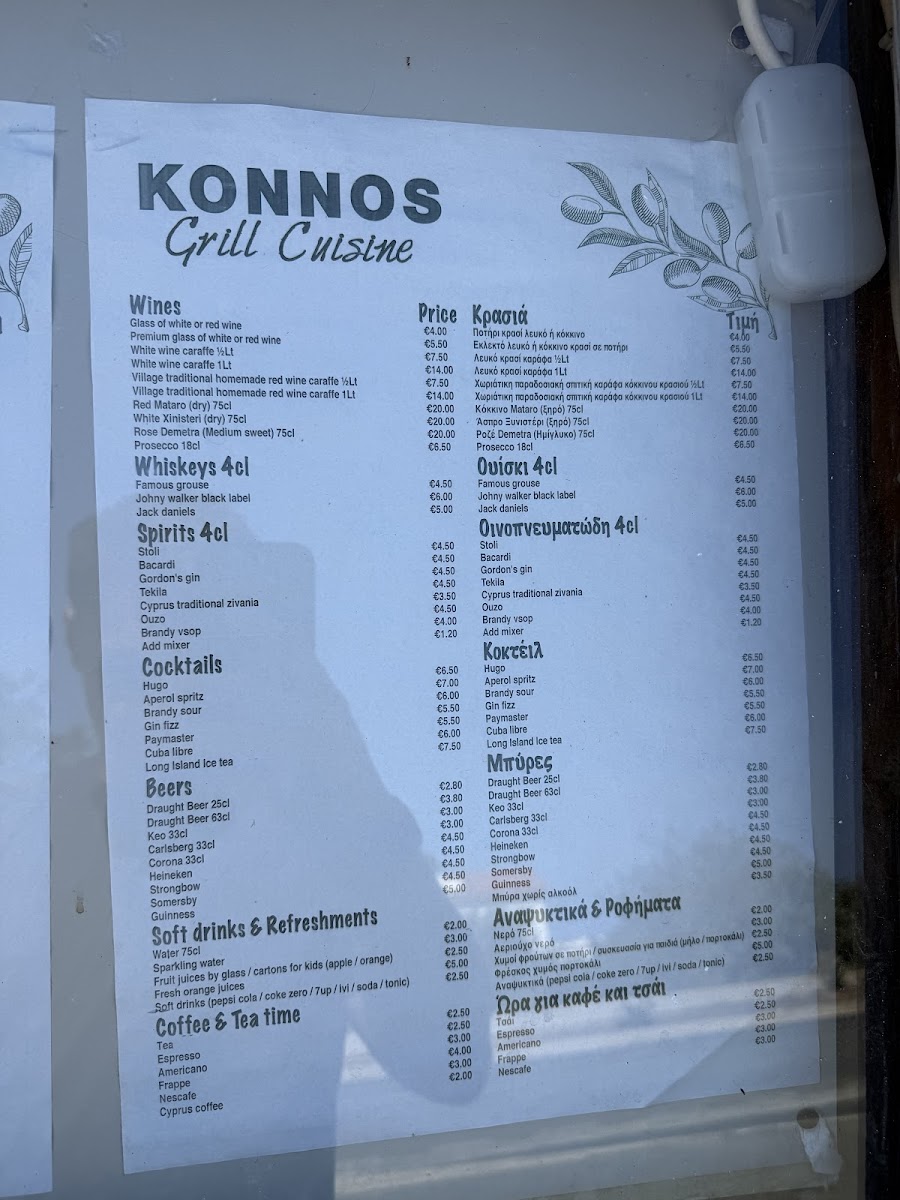 KONNOS
Grill Cuisine
Wines Price
Glass of white or red wine €4.00
Premium glass of white or red wine €5.50
White wine caraffe ½Lt €7.50
White wine caraffe 1Lt €14.00
Village traditional homemade red wine caraffe ½Lt €7.50
Village traditional homemade red wine caraffe 1Lt €14.00
Red Mataro (dry) 75cl €20.00
White Xinisteri (dry) 75cl €20.00
Rose Demetra (Medium sweet) 75cl €20.00
Prosecco 18cl €6.50
Whiskeys 4cl
Famous grouse €4.50
Johny walker black label €6.00
Jack daniels €5.00
Spirits 4cl
Stoli €4.50
Bacardi €4.50
Gordon's gin €4.50
Tekila €4.50
Cyprus traditional zivania €3.50
Ouzo €4.50
Brandy vsop €4.00
Add mixer €1.20
Cocktails
Hugo €6.50
Aperol spritz €7.00
Brandy sour €6.00
Gin fizz €5.50
Paymaster €5.50
Cuba libre €6.00
Long Island Ice tea €7.50
Beers
Draught Beer 25cl €2.80
Draught Beer 63cl €3.80
Keo 33cl €3.00
Carlsberg 33cl €3.00
Corona 33cl €4.50
Heineken €4.50
Strongbow €4.50
Somersby €4.50
Guinness €5.00
Soft drinks & Refreshments
Water 75cl €2.00
Sparkling water €3.00
Fruit juices by glass / cartons for kids (apple / orange) €2.50
Fresh orange juices €5.00
Soft drinks (pepsi cola / coke zero / 7up / ivi / soda / tonic) €2.50
Coffee & Tea time
Tea €2.50
Espresso €2.50
Americano €3.00
Frappe €4.00
Nescafe €3.00
Cyprus coffee €2.00
Κρασιά Τιμή
Ποτήρι κρασί λευκό ή κόκκινο €4.00
Εκλεκτό λευκό ή κόκκινο κρασί σε ποτήρι €5.50
Λευκό κρασί καράφα ½Lt €7.50
Λευκό κρασί καράφα 1Lt €14.00
Χωριάτικη παραδοσιακή σπιτική καράφα κόκκινου κρασιού ½Lt €7.50
Χωριάτικη παραδοσιακή σπιτική καράφα κόκκινου κρασιού 1Lt €14.00
Κόκκινο Mataro (ξηρό) 75cl €20.00
Άσπρο Ξυνιστέρι (ξηρό) 75cl €20.00
Ροζέ Demetra (Ημίγλυκο) 75cl €20.00
Prosecco 18cl €6.50
Ουίσκι 4cl
Famous grouse €4.50
Johny walker black label €6.00
Jack daniels €5.00
Οινοπνευματώδη 4cl
Stoli €4.50
Bacardi €4.50
Gordon's gin €4.50
Tekila €4.50
Cyprus traditional zivania €3.50
Ouzo €4.50
Brandy vsop €4.00
Add mixer €1.20
Κοκτέιλ
Hugo €6.50
Aperol spritz €7.00
Brandy sour €6.00
Gin fizz €5.50
Paymaster €5.50
Cuba libre €6.00
Long Island Ice tea €7.50
Μπύρες
Draught Beer 25cl €2.80
Draught Beer 63cl €3.80
Keo 33cl €3.00
Carlsberg 33cl €3.00
Corona 33cl €4.50
Heineken €4.50
Strongbow €4.50
Somersby €4.50
Guinness €5.00
Μπύρα χωρίς αλκοόλ €3.50
Αναψυκτικά & Ροφήματα
Νερό 75cl €2.00
Αεριούχο νερό €3.00
Χυμοί φρούτων σε ποτήρι / συσκευασσία για παιδιά (μήλο / πορτοκάλι) €2.50
Φρέσκος χυμός πορτοκάλι €5.00
Αναψυκτικά (pepsi cola / coke zero / 7up / ivi / soda / tonic) €2.50
Ώρα για καφέ και τσάι
Τσάι €2.50
Espresso €2.50
Americano €3.00
Frappe €3.00
Nescafe €3.00